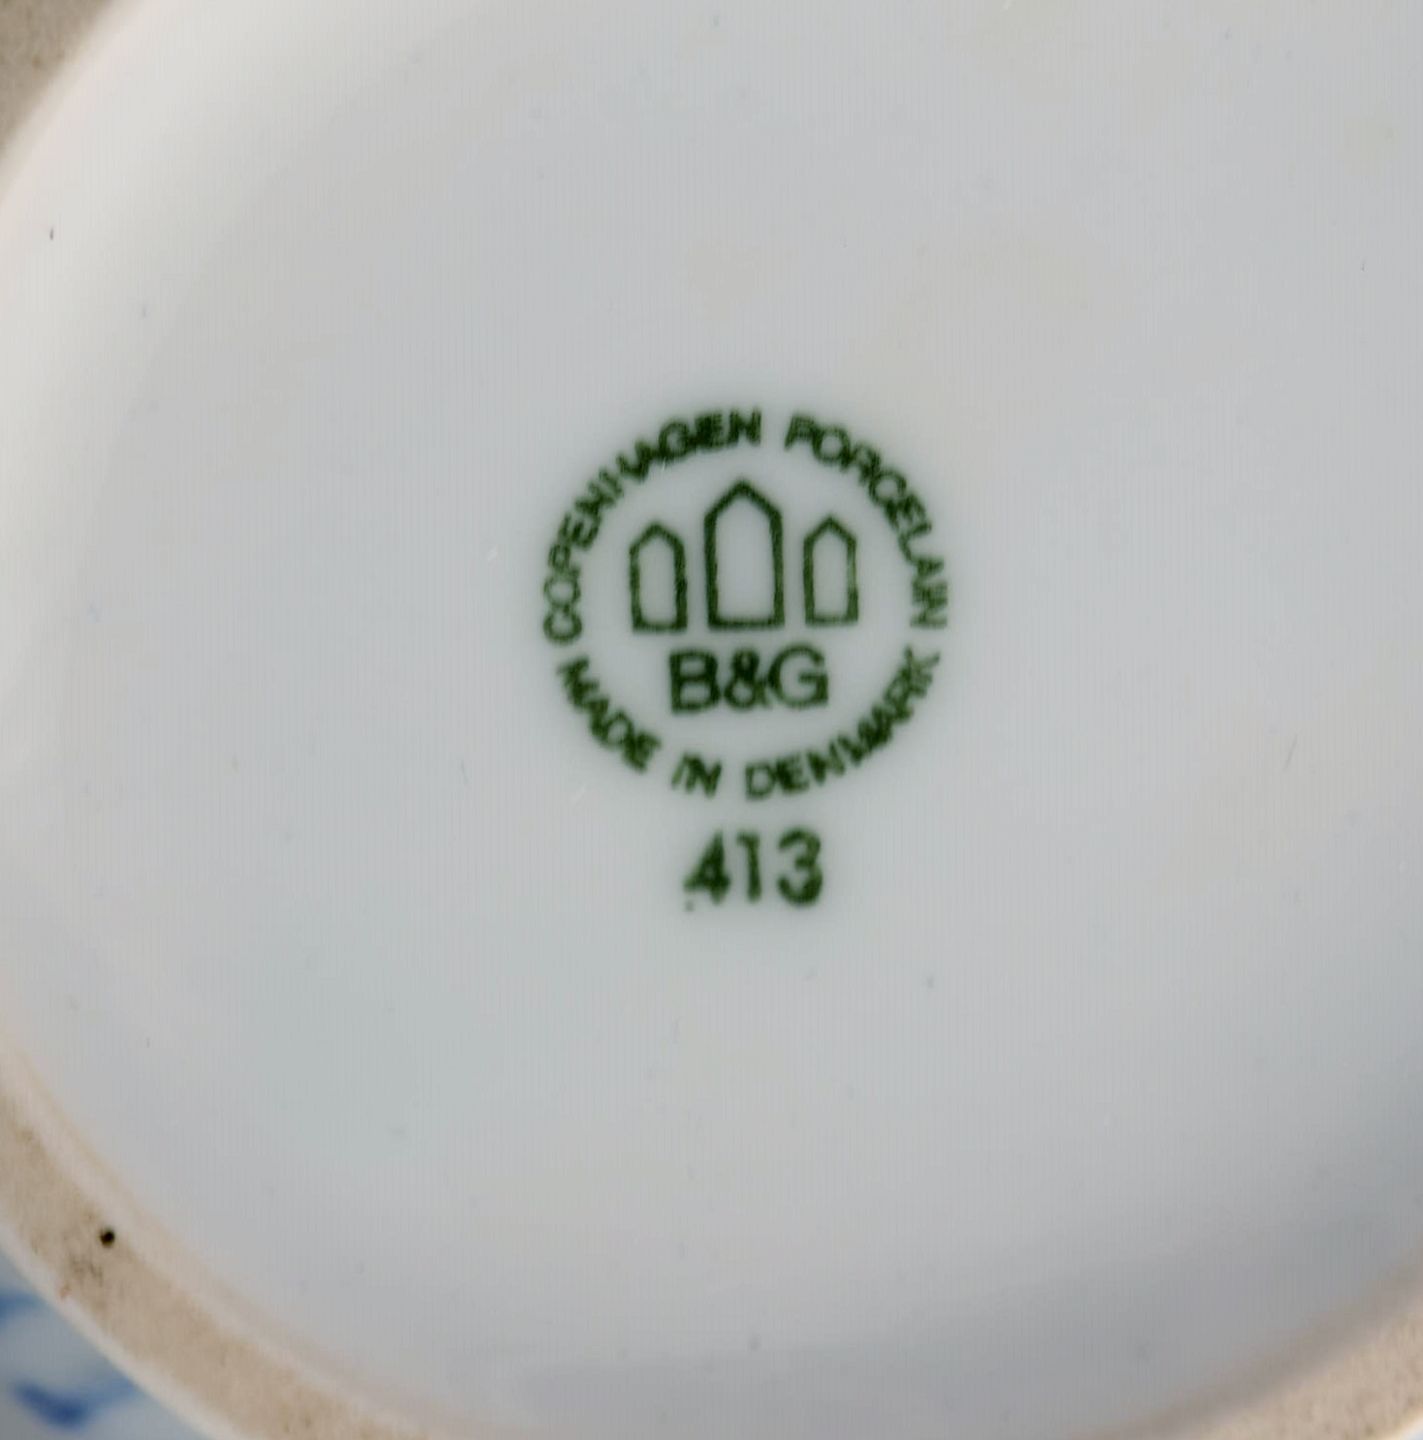 COPENHAGEN PORCELAIN
B&G
MADE IN DENMARK
413